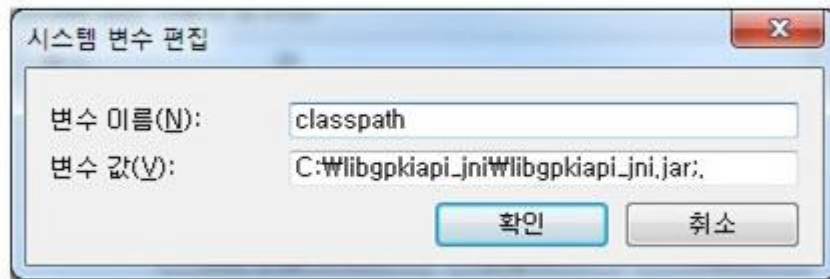 시스템 변수 편집
변수 이름(N): classpath
변수 값(V): C:₩libgpkiapi_jni₩libgpkiapi_jni.jar;.
확인 취소